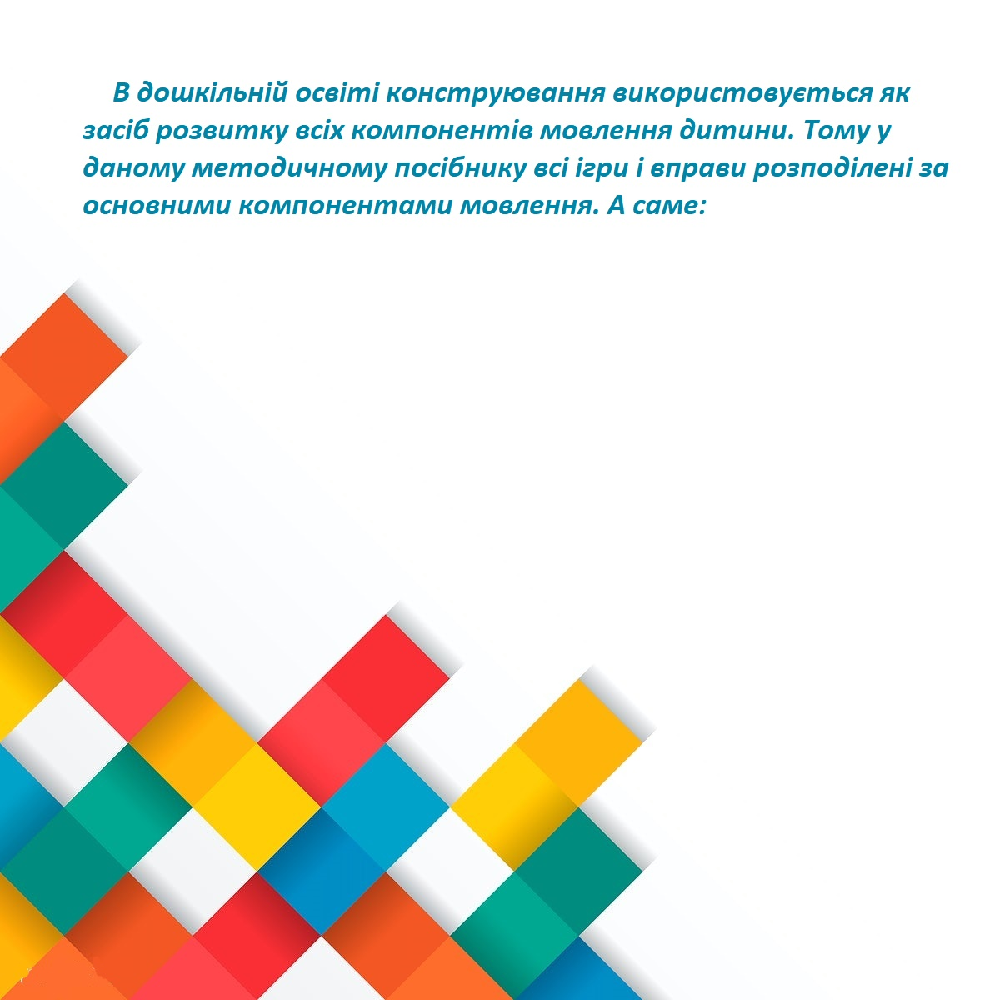 В дошкільній освіті конструювання використовується як
засіб розвитку всіх компонентів мовлення дитини. Тому у
даному методичному посібнику всі ігри і вправи розподілені за
основними компонентами мовлення. А саме: